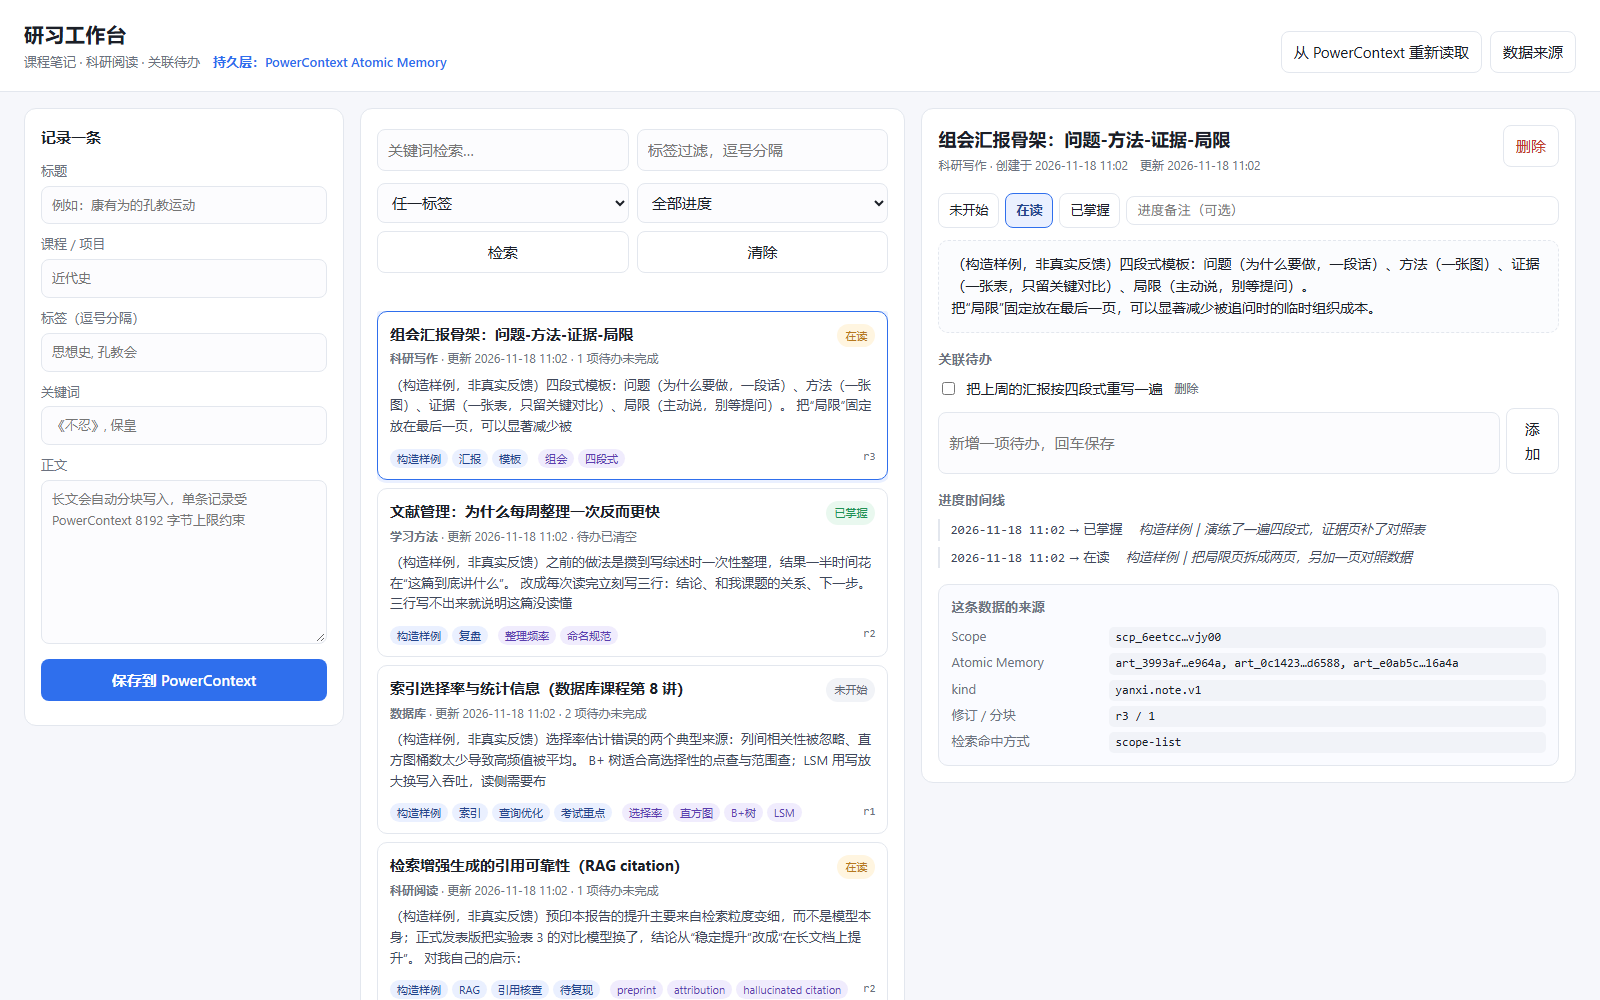 研习工作台
课程笔记 · 科研阅读 · 关联待办 持久层：PowerContext Atomic Memory
从 PowerContext 重新读取
数据来源
记录一条
标题
例如：康有为的孔教运动
课程 / 项目
近代史
标签（逗号分隔）
思想史, 孔教会
关键词
《不忍》, 保皇
正文
长文会自动分块写入，单条记录受
PowerContext 8192 字节上限约束
保存到 PowerContext
关键词检索...
标签过滤，逗号分隔
任一标签
全部进度
检索
清除
组会汇报骨架：问题-方法-证据-局限
在读
科研写作 · 更新 2026-11-18 11:02 · 1 项待办未完成
（构造样例，非真实反馈）四段式模板：问题（为什么要做，一段话）、方法（一张
图）、证据（一张表，只留关键对比）、局限（主动说，别等提问）。 把“局限”固定
放在最后一页，可以显著减少被
构造样例 汇报 模板 组会 四段式
r3
文献管理：为什么每周整理一次反而更快
已掌握
学习方法 · 更新 2026-11-18 11:02 · 待办已清空
（构造样例，非真实反馈）之前的做法是攒到写综述时一次性整理，结果一半时间花
在“这篇到底讲什么”。 改成每次读完立刻写三行：结论、和我课题的关系、下一步。
三行写不出来就说明这篇没读懂
构造样例 复盘 整理频率 命名规范
r2
索引选择率与统计信息（数据库课程第 8 讲）
未开始
数据库 · 更新 2026-11-18 11:02 · 2 项待办未完成
（构造样例，非真实反馈）选择率估计错误的两个典型来源：列间相关性被忽略、直
方图桶数太少导致高频值被平均。 B+ 树适合高选择性的点查与范围查；LSM 用写放
大换写入吞吐，读侧需要布
构造样例 索引 查询优化 考试重点 选择率 直方图 B+树 LSM
r1
检索增强生成的引用可靠性（RAG citation）
在读
科研阅读 · 更新 2026-11-18 11:02 · 1 项待办未完成
（构造样例，非真实反馈）预印本报告的提升主要来自检索粒度变细，而不是模型本
身；正式发表版把实验表 3 的对比模型换了，结论从“稳定提升”改成“在长文档上提
升”。 对我自己的启示：
构造样例 RAG 引用核查 待复现 preprint attribution hallucinated citation
r2
组会汇报骨架：问题-方法-证据-局限
删除
科研写作 · 创建于 2026-11-18 11:02 更新 2026-11-18 11:02
未开始
在读
已掌握
进度备注（可选）
（构造样例，非真实反馈）四段式模板：问题（为什么要做，一段话）、方法（一张图）、证据
（一张表，只留关键对比）、局限（主动说，别等提问）。
把“局限”固定放在最后一页，可以显著减少被追问时的临时组织成本。
关联待办
把上周的汇报按四段式重写一遍 删除
新增一项待办，回车保存
添
加
进度时间线
2026-11-18 11:02 → 已掌握 构造样例 | 演练了一遍四段式，证据页补了对照表
2026-11-18 11:02 → 在读 构造样例 | 把局限页拆成两页，另加一页对照数据
这条数据的来源
Scope scp_6eetcc…vjy00
Atomic Memory art_3993af…e964a, art_0c1423…d6588, art_e0ab5c…16a4a
kind yanxi.note.v1
修订 / 分块 r3 / 1
检索命中方式 scope-list